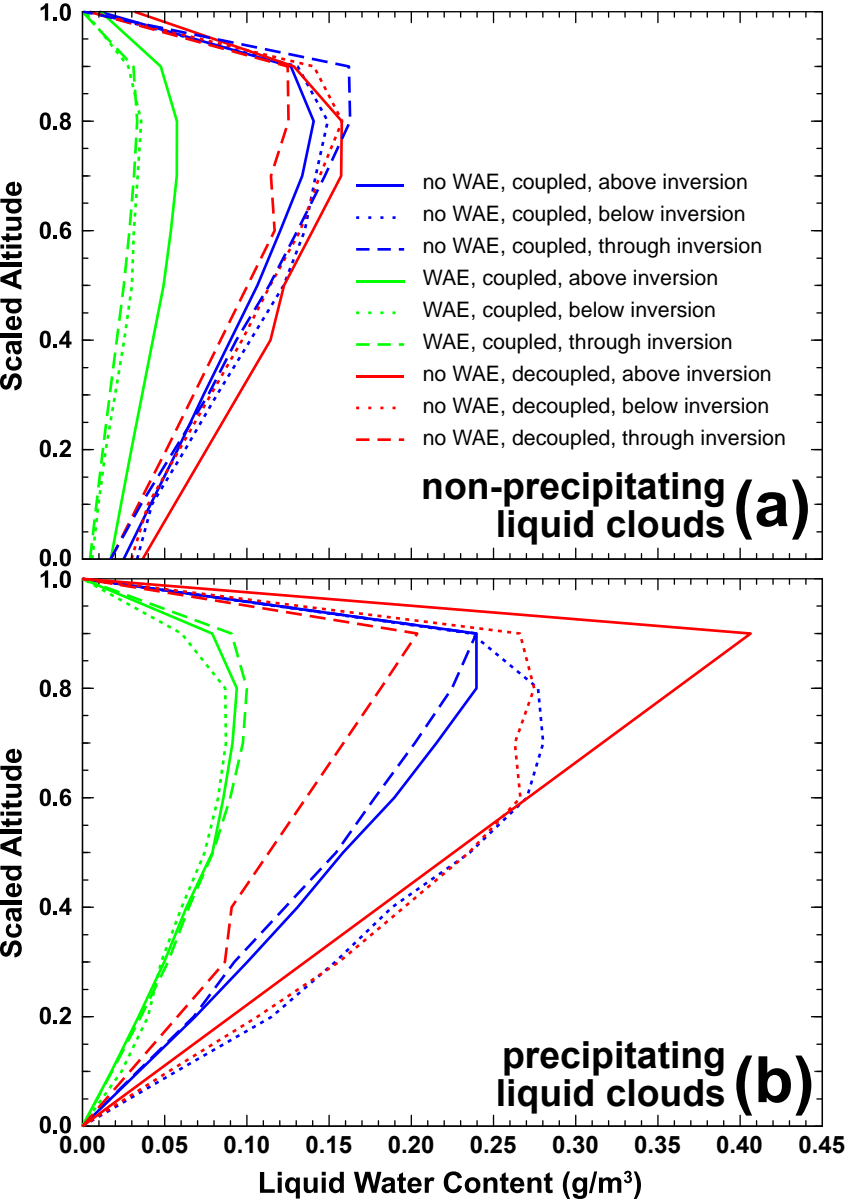 1.0
0.8
0.6
0.4
0.2
0.0
Scaled Altitude
no WAE, coupled, above inversion
no WAE, coupled, below inversion
no WAE, coupled, through inversion
WAE, coupled, above inversion
WAE, coupled, below inversion
WAE, coupled, through inversion
no WAE, decoupled, above inversion
no WAE, decoupled, below inversion
no WAE, decoupled, through inversion
non-precipitating
liquid clouds
(a)
1.0
0.8
0.6
0.4
0.2
0.0
Scaled Altitude
precipitating
liquid clouds
(b)
0.00 0.05 0.10 0.15 0.20 0.25 0.30 0.35 0.40 0.45
Liquid Water Content (g/m³)